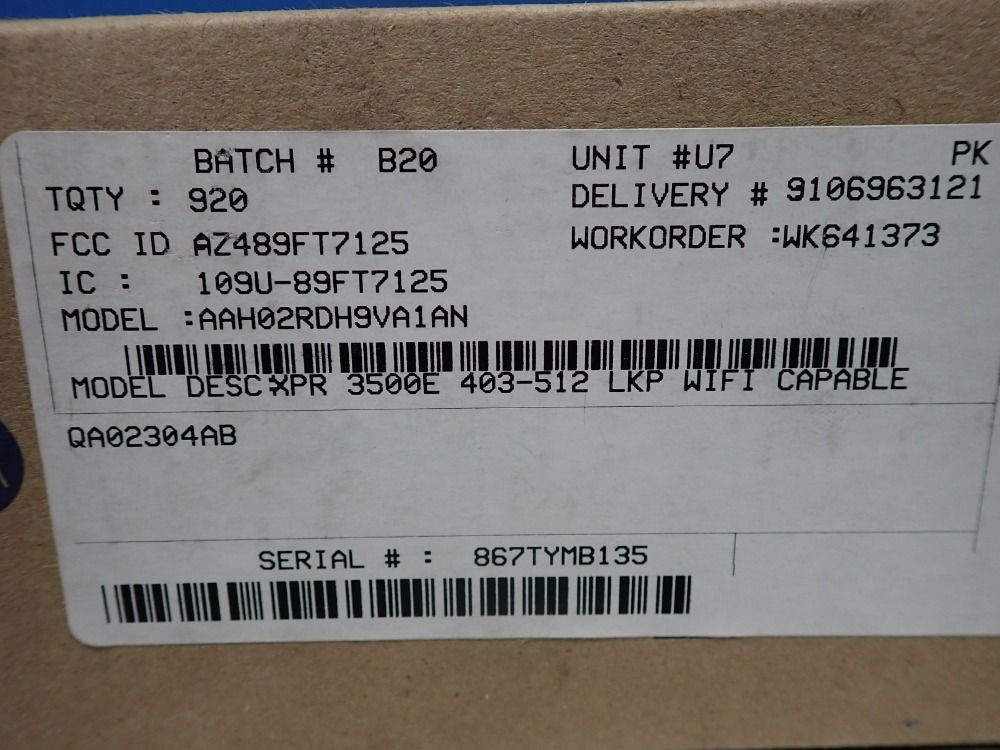 BATCH # B20 UNIT #U7 PK
TQTY : 920 DELIVERY # 9106963121
FCC ID AZ489FT7125 WORKORDER :WK641373
IC : 109U-89FT7125
MODEL :AAH02RDH9VA1AN
MODEL DESC:XPR 3500E 403-512 LKP WIFI CAPABLE
QA02304AB
SERIAL # : 867TYMB135